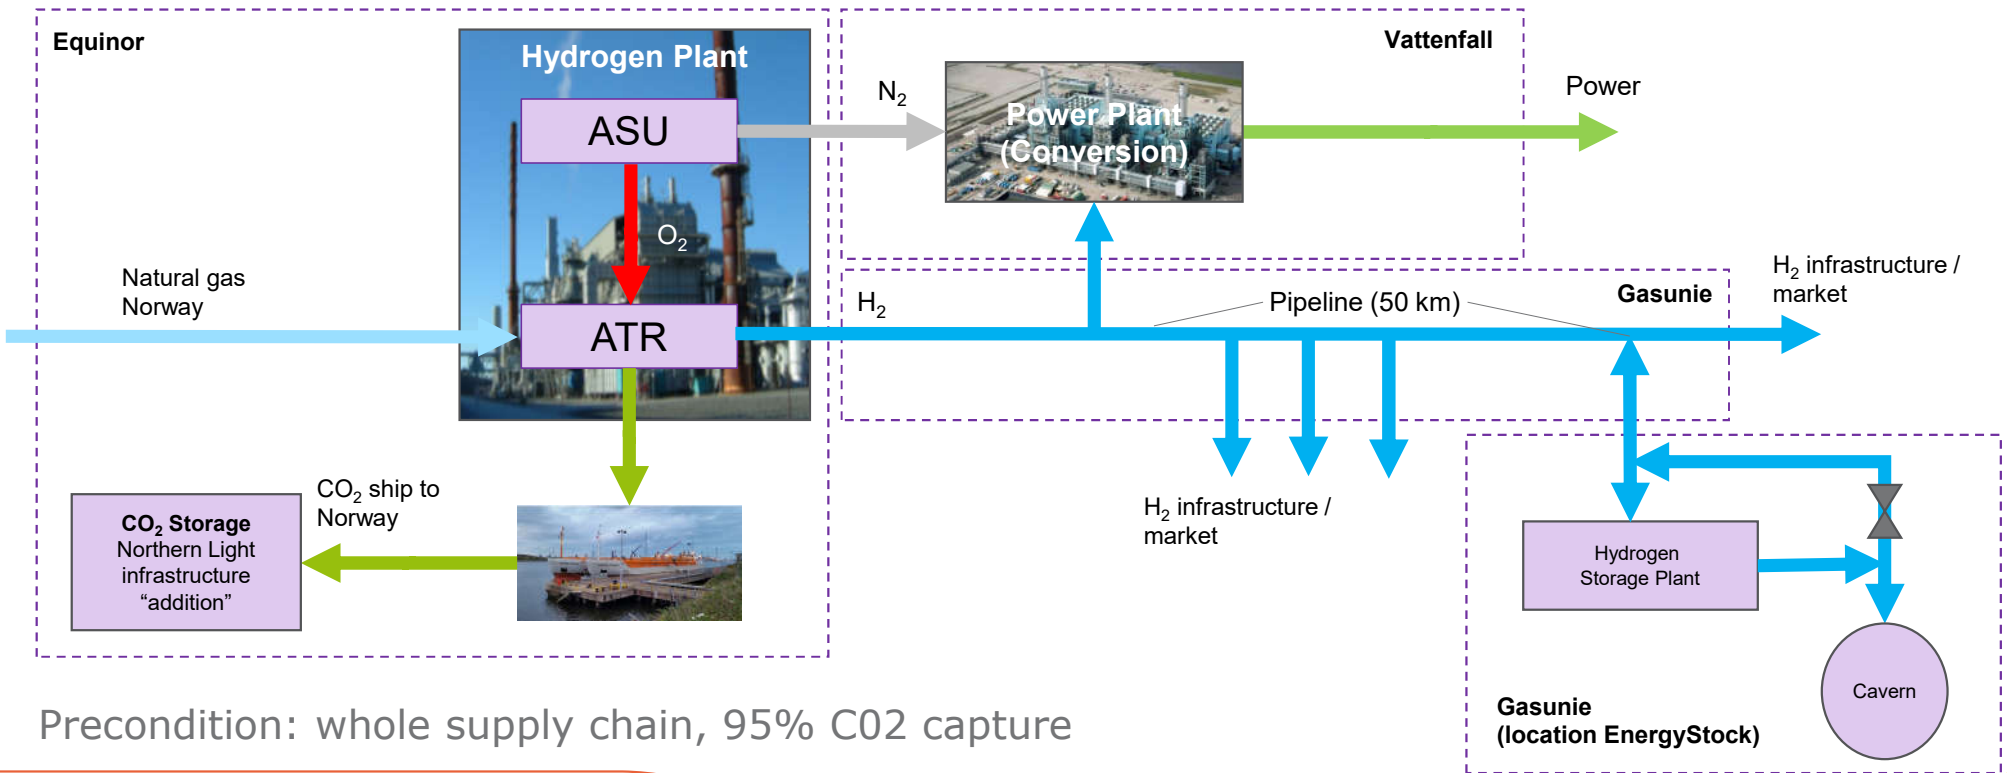 Equinor
Hydrogen Plant
ASU
O₂
ATR
Natural gas
Norway
CO₂ ship to
Norway
CO₂ Storage
Northern Light
infrastructure
“addition”
N₂
Vattenfall
Power Plant
(Conversion)
Power
H₂
Pipeline (50 km)
Gasunie
H₂ infrastructure /
market
H₂ infrastructure /
market
Hydrogen
Storage Plant
Cavern
Gasunie
(location EnergyStock)
Precondition: whole supply chain, 95% C02 capture